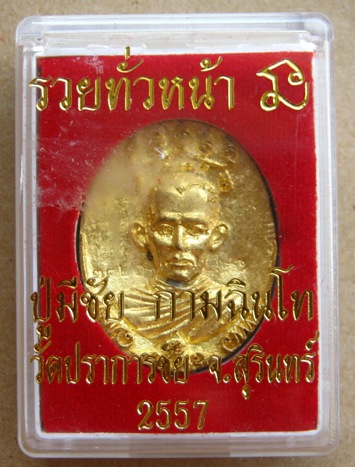 รวยทั่วหน้า
ปู่มีชัย กามฉินโท
วัดปราการชัย จ.สุรินทร์
2557